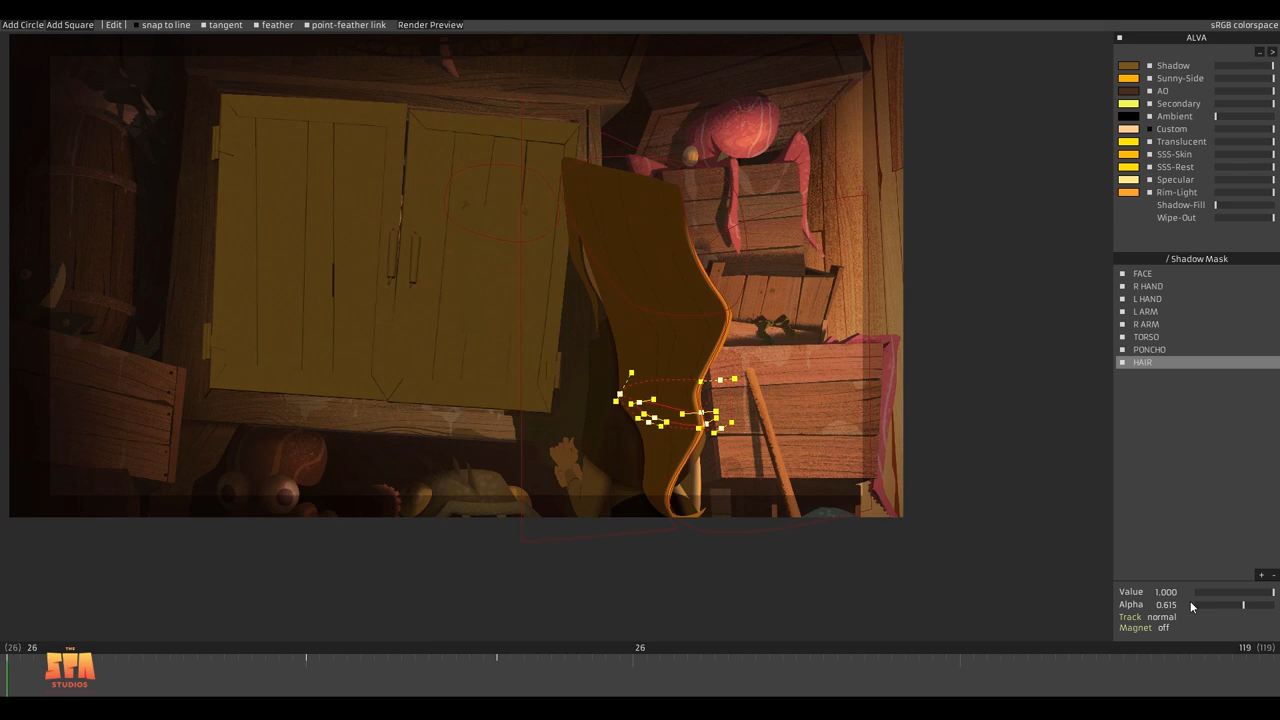 Add Circle Add Square | Edit | snap to line tangent feather point-feather link Render Preview sRGB colorspace
ALVA
.. >
Shadow
Sunny-Side
AO
Secondary
Ambient
Custom
Translucent
SSS-Skin
SSS-Rest
Specular
Rim-Light
Shadow-Fill
Wipe-Out
/ Shadow Mask
FACE
R HAND
L HAND
L ARM
R ARM
TORSO
PONCHO
HAIR
+ -
Value 1.000
Alpha 0.615
Track normal
Magnet off
(26) 26 26 119 (119)
THE
SPA
STUDIOS